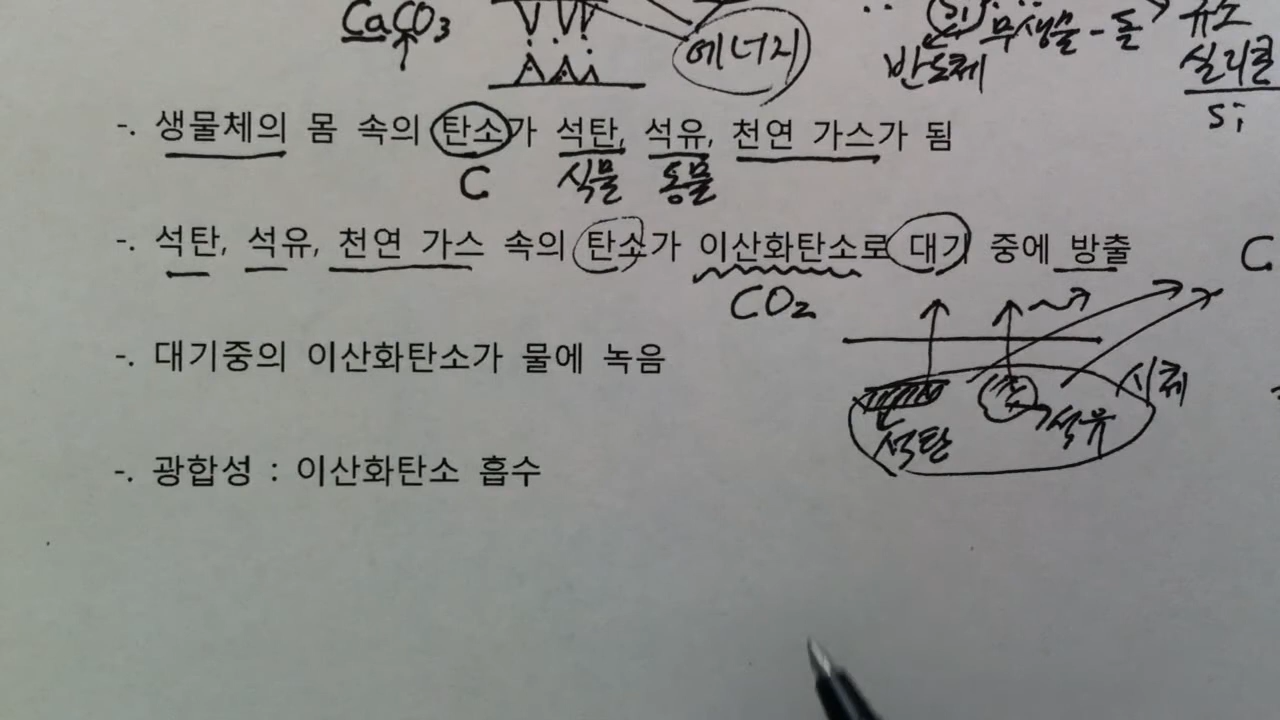 CaCO₃
에너지
Si 무생물 - 돌
반도체
실리콘
Si
-. 생물체의 몸 속의 탄소가 석탄, 석유, 천연 가스가 됨
C 식물 동물
-. 석탄, 석유, 천연 가스 속의 탄소가 이산화탄소로 대기 중에 방출
C
CO₂
-. 대기중의 이산화탄소가 물에 녹음
석탄 석유
-. 광합성 : 이산화탄소 흡수